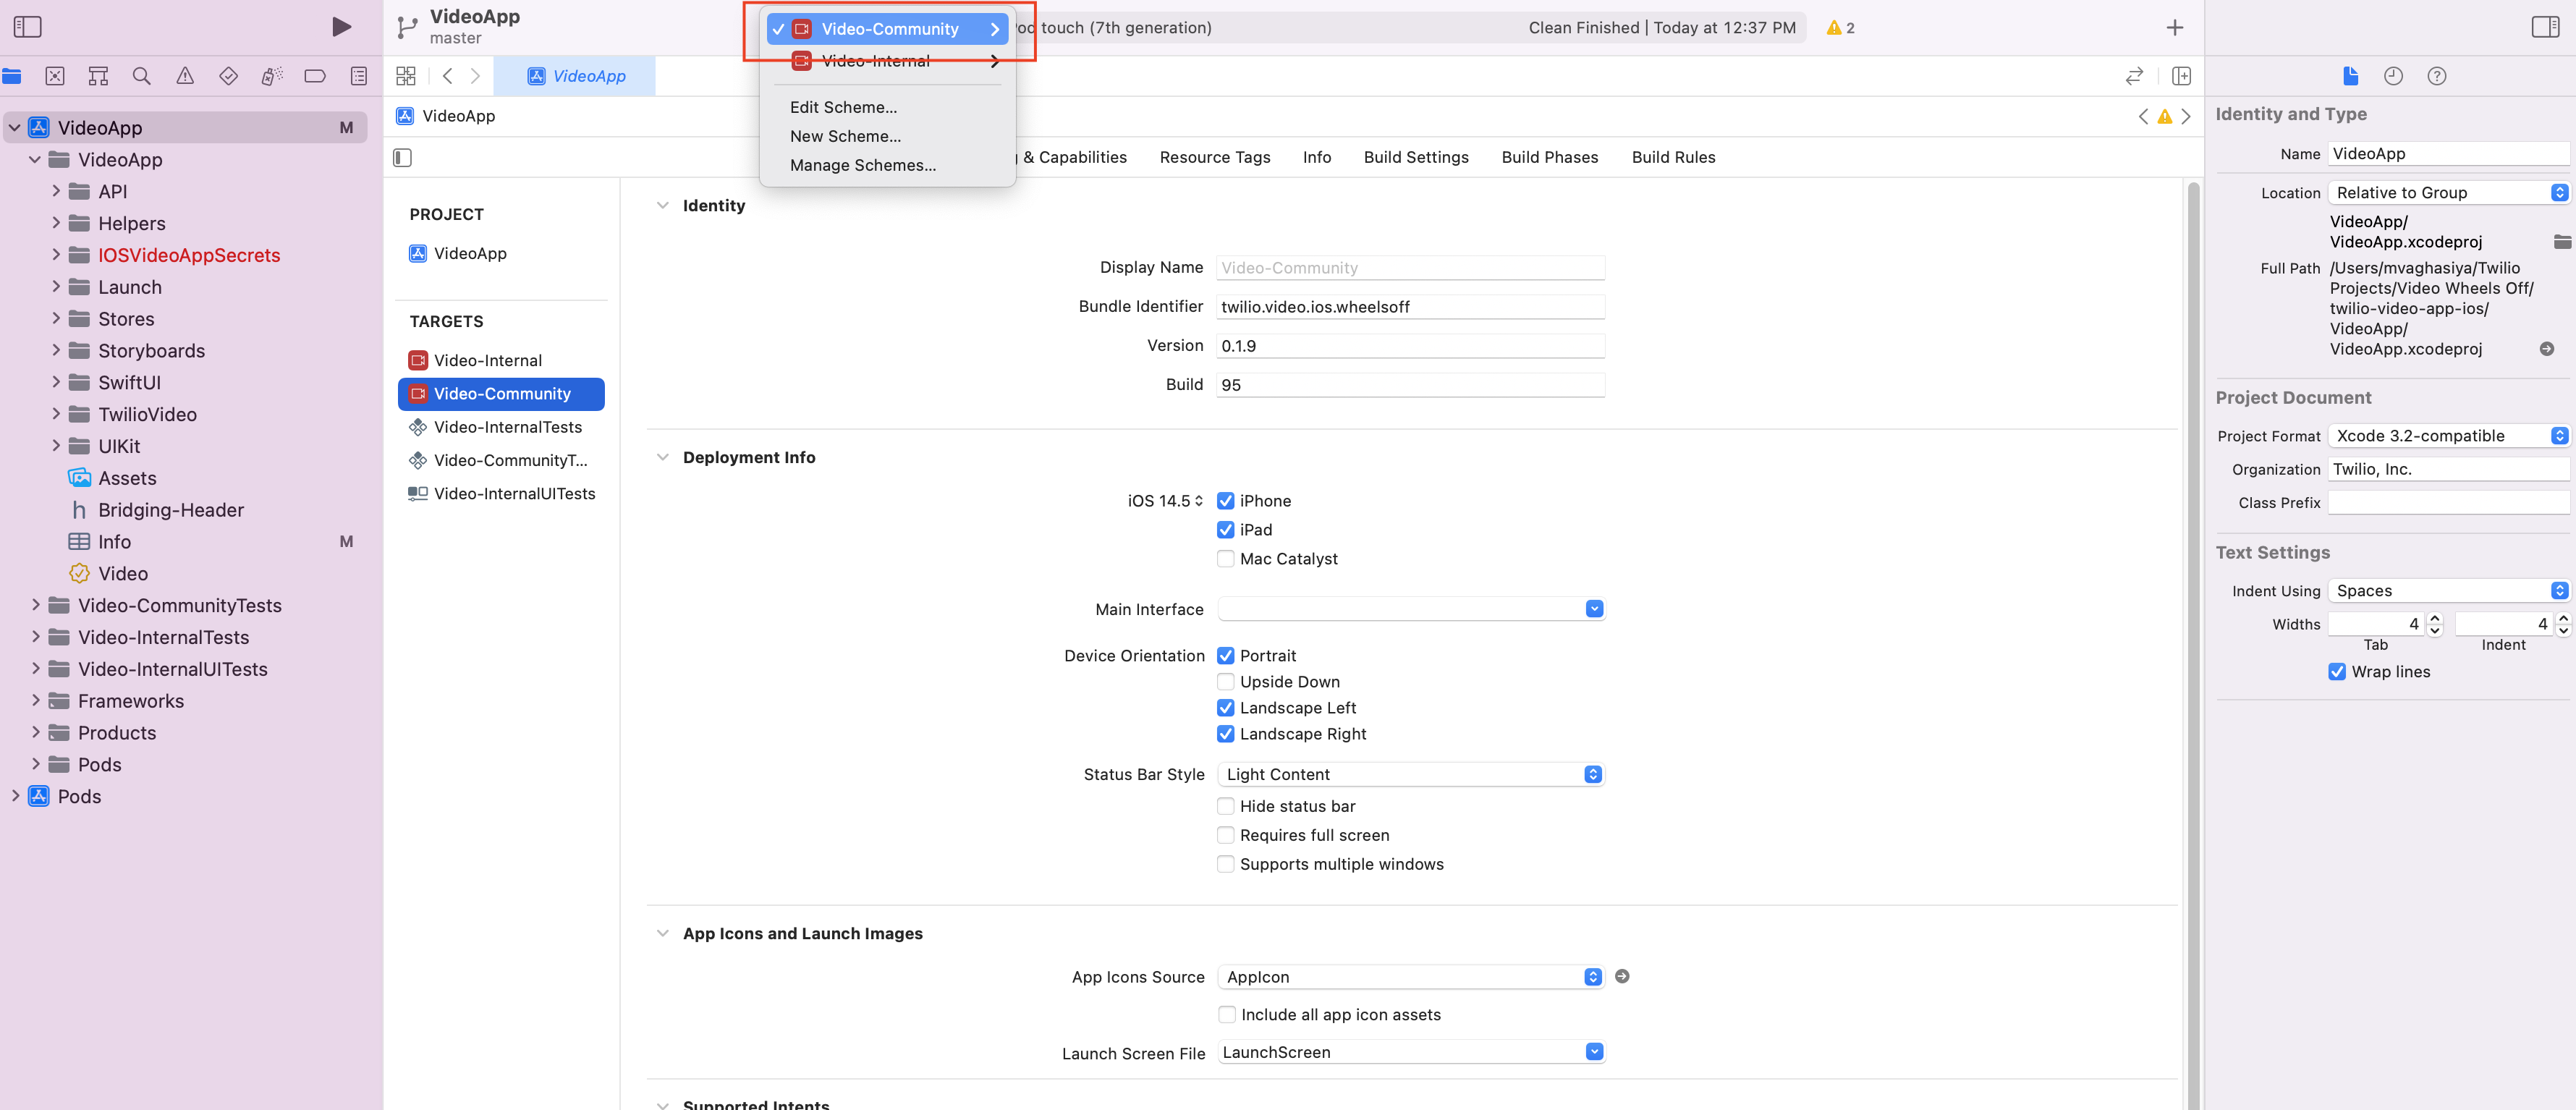 VideoApp
master
Video-Community
Pod touch (7th generation)
Clean Finished | Today at 12:37 PM
2
Video-Internal
Edit Scheme...
New Scheme...
Manage Schemes...
VideoApp
VideoApp
& Capabilities
Resource Tags
Info
Build Settings
Build Phases
Build Rules
VideoApp
M
VideoApp
API
Helpers
IOSVideoAppSecrets
Launch
Stores
Storyboards
SwiftUI
TwilioVideo
UIKit
Assets
h Bridging-Header
Info
M
Video
Video-CommunityTests
Video-InternalTests
Video-InternalUITests
Frameworks
Products
Pods
Pods
PROJECT
VideoApp
TARGETS
Video-Internal
Video-Community
Video-InternalTests
Video-CommunityT...
Video-InternalUITests
Identity
Display Name Video-Community
Bundle Identifier twilio.video.ios.wheelsoff
Version 0.1.9
Build 95
Deployment Info
iOS 14.5
iPhone
iPad
Mac Catalyst
Main Interface
Device Orientation
Portrait
Upside Down
Landscape Left
Landscape Right
Status Bar Style Light Content
Hide status bar
Requires full screen
Supports multiple windows
App Icons and Launch Images
App Icons Source AppIcon
Include all app icon assets
Launch Screen File LaunchScreen
Supported Intents
Identity and Type
Name VideoApp
Location Relative to Group
VideoApp/
VideoApp.xcodeproj
Full Path /Users/mvaghasiya/Twilio
Projects/Video Wheels Off/
twilio-video-app-ios/
VideoApp/
VideoApp.xcodeproj
Project Document
Project Format Xcode 3.2-compatible
Organization Twilio, Inc.
Class Prefix
Text Settings
Indent Using Spaces
Widths 4 4
Tab Indent
Wrap lines